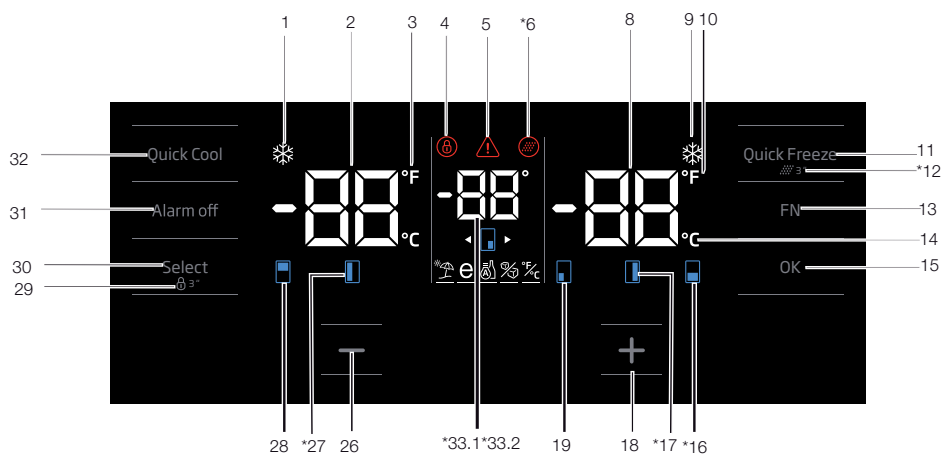 1 2 3 4 5 *6 8 9 10
32 Quick Cool °F ° °F Quick Freeze 11
3" *12
31 Alarm off FN 13
°C °C 14
30 Select e A °F/°C OK 15
29 3"
28 *27 26 *33.1*33.2 19 18 *17 *16